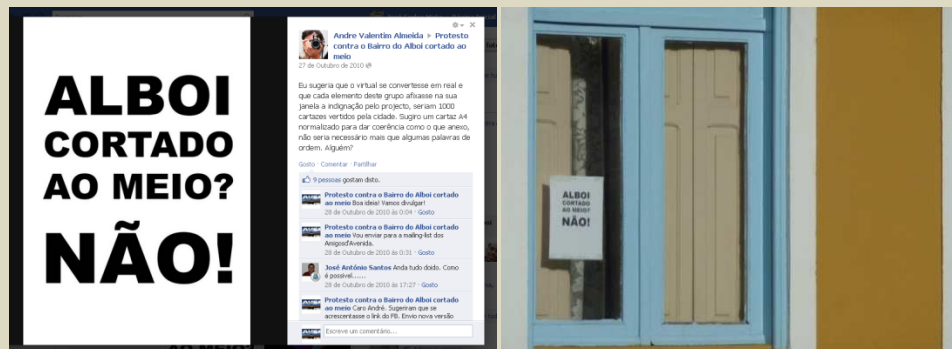 ALBOI
CORTADO
AO MEIO?
NÃO!
Andre Valentim Almeida ▸ Protesto
contra o Bairro do Alboi cortado ao
meio
27 de Outubro de 2010
Eu sugeria que o virtual se convertesse em real e
que cada elemento deste grupo afixasse na sua
janela a indignação pelo projecto, seriam 1000
cartazes vertidos pela cidade. Sugiro um cartaz A4
normalizado para dar coerência como o que anexo,
não seria necessário mais que algumas palavras de
ordem. Alguém?
Gosto · Comentar · Partilhar
9 pessoas gostam disto.
Protesto contra o Bairro do Alboi cortado
ao meio Boa ideia! Vamos divulgar!
28 de Outubro de 2010 às 0:04 · Gosto
Protesto contra o Bairro do Alboi cortado
ao meio Vou enviar para a mailing-list dos
Amigosd'Avenida.
28 de Outubro de 2010 às 0:31 · Gosto
José António Santos Anda tudo doido. Como
é possível......
28 de Outubro de 2010 às 17:27 · Gosto
Protesto contra o Bairro do Alboi cortado
ao meio Caro André. Sugeriram que se
acrescentasse o link do FB. Envio nova versão
Escreve um comentário...
ALBOI
CORTADO
AO MEIO?
NÃO!